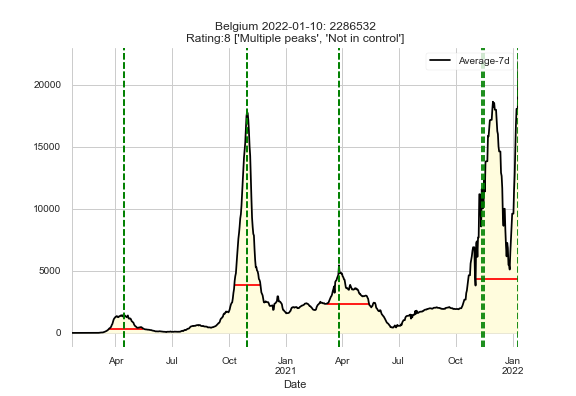 Belgium 2022-01-10: 2286532
Rating:8 ['Multiple peaks', 'Not in control']
Average-7d
20000
15000
10000
5000
0
Apr
Jul
Oct
Jan
2021
Apr
Jul
Oct
Jan
2022
Date